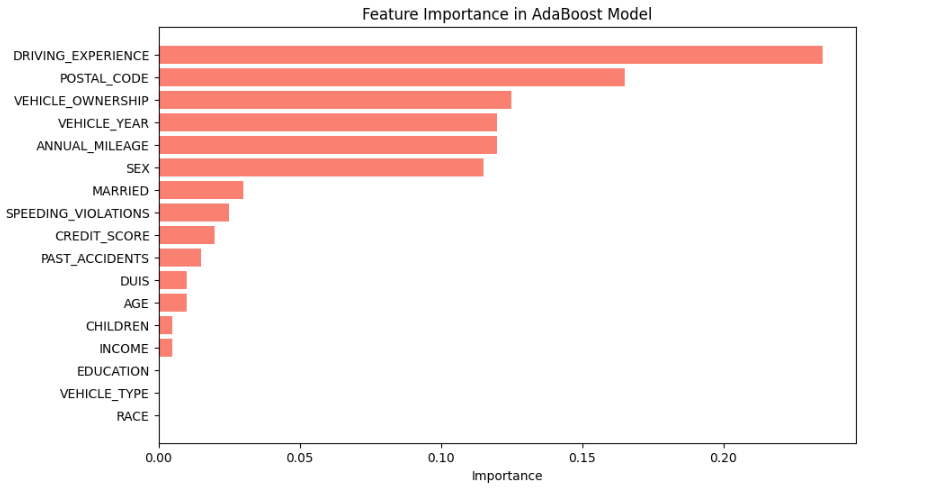 Feature Importance in AdaBoost Model
DRIVING_EXPERIENCE
POSTAL_CODE
VEHICLE_OWNERSHIP
VEHICLE_YEAR
ANNUAL_MILEAGE
SEX
MARRIED
SPEEDING_VIOLATIONS
CREDIT_SCORE
PAST_ACCIDENTS
DUIS
AGE
CHILDREN
INCOME
EDUCATION
VEHICLE_TYPE
RACE
0.00 0.05 0.10 0.15 0.20
Importance